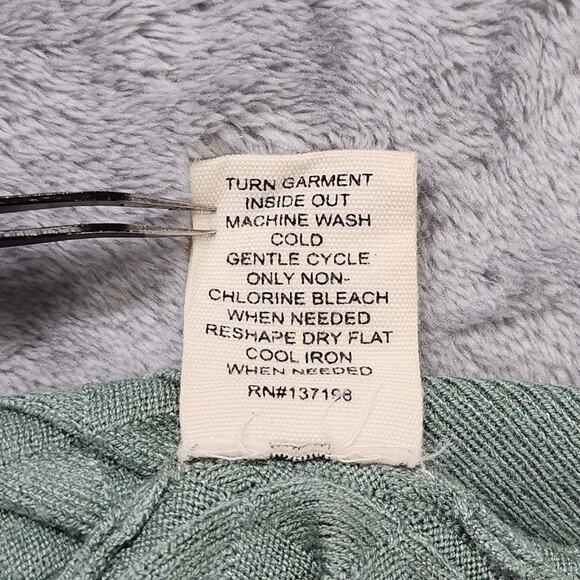 TURN GARMENT
INSIDE OUT
MACHINE WASH
COLD
GENTLE CYCLE
ONLY NON-
CHLORINE BLEACH
WHEN NEEDED
RESHAPE DRY FLAT
COOL IRON
WHEN NEEDED
RN#137198